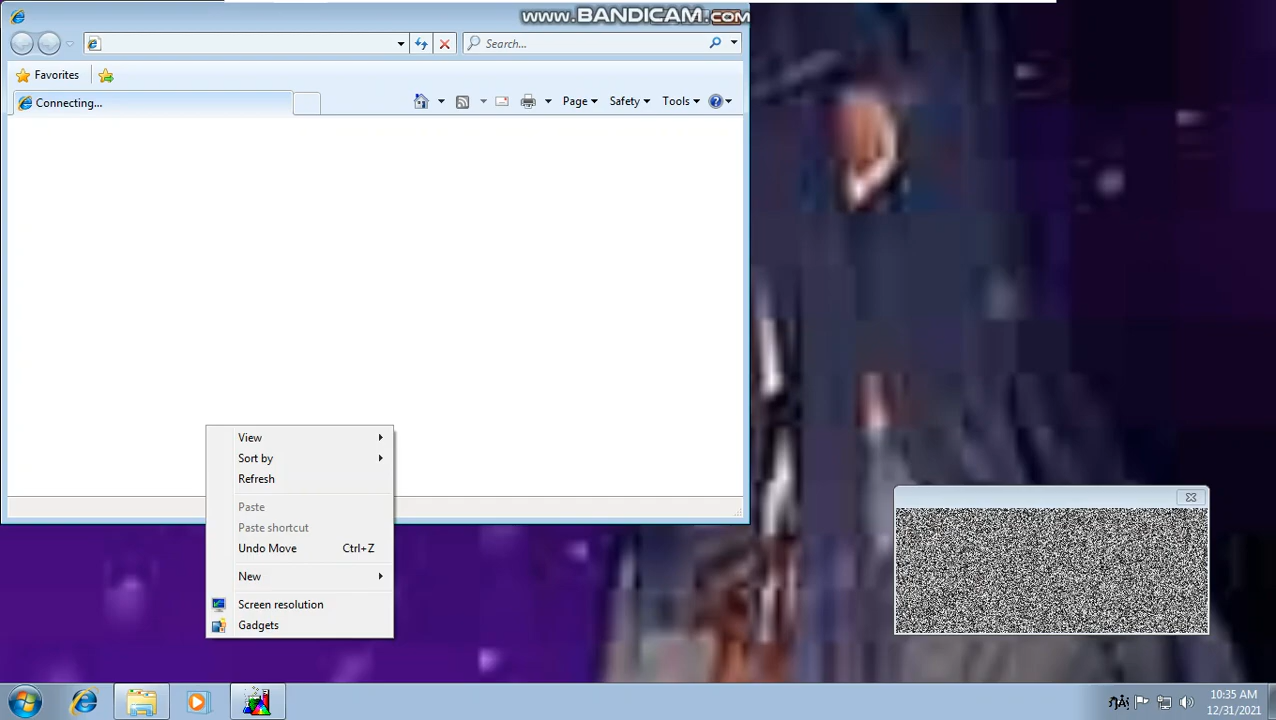 www.BANDICAM.com
Search...
Favorites
Connecting...
Page
Safety
Tools
View
Sort by
Refresh
Paste
Paste shortcut
Undo Move Ctrl+Z
New
Screen resolution
Gadgets
10:35 AM
12/31/2021